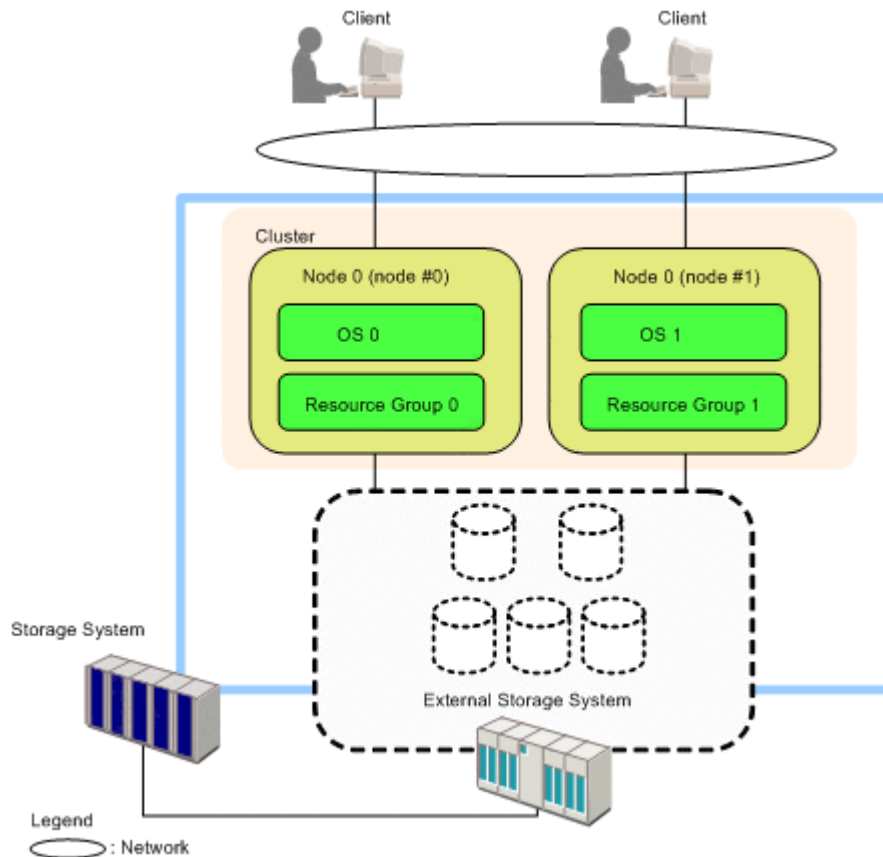 Client
Client
Cluster
Node 0 (node #0)
Node 0 (node #1)
OS 0
OS 1
Resource Group 0
Resource Group 1
Storage System
External Storage System
Legend
: Network